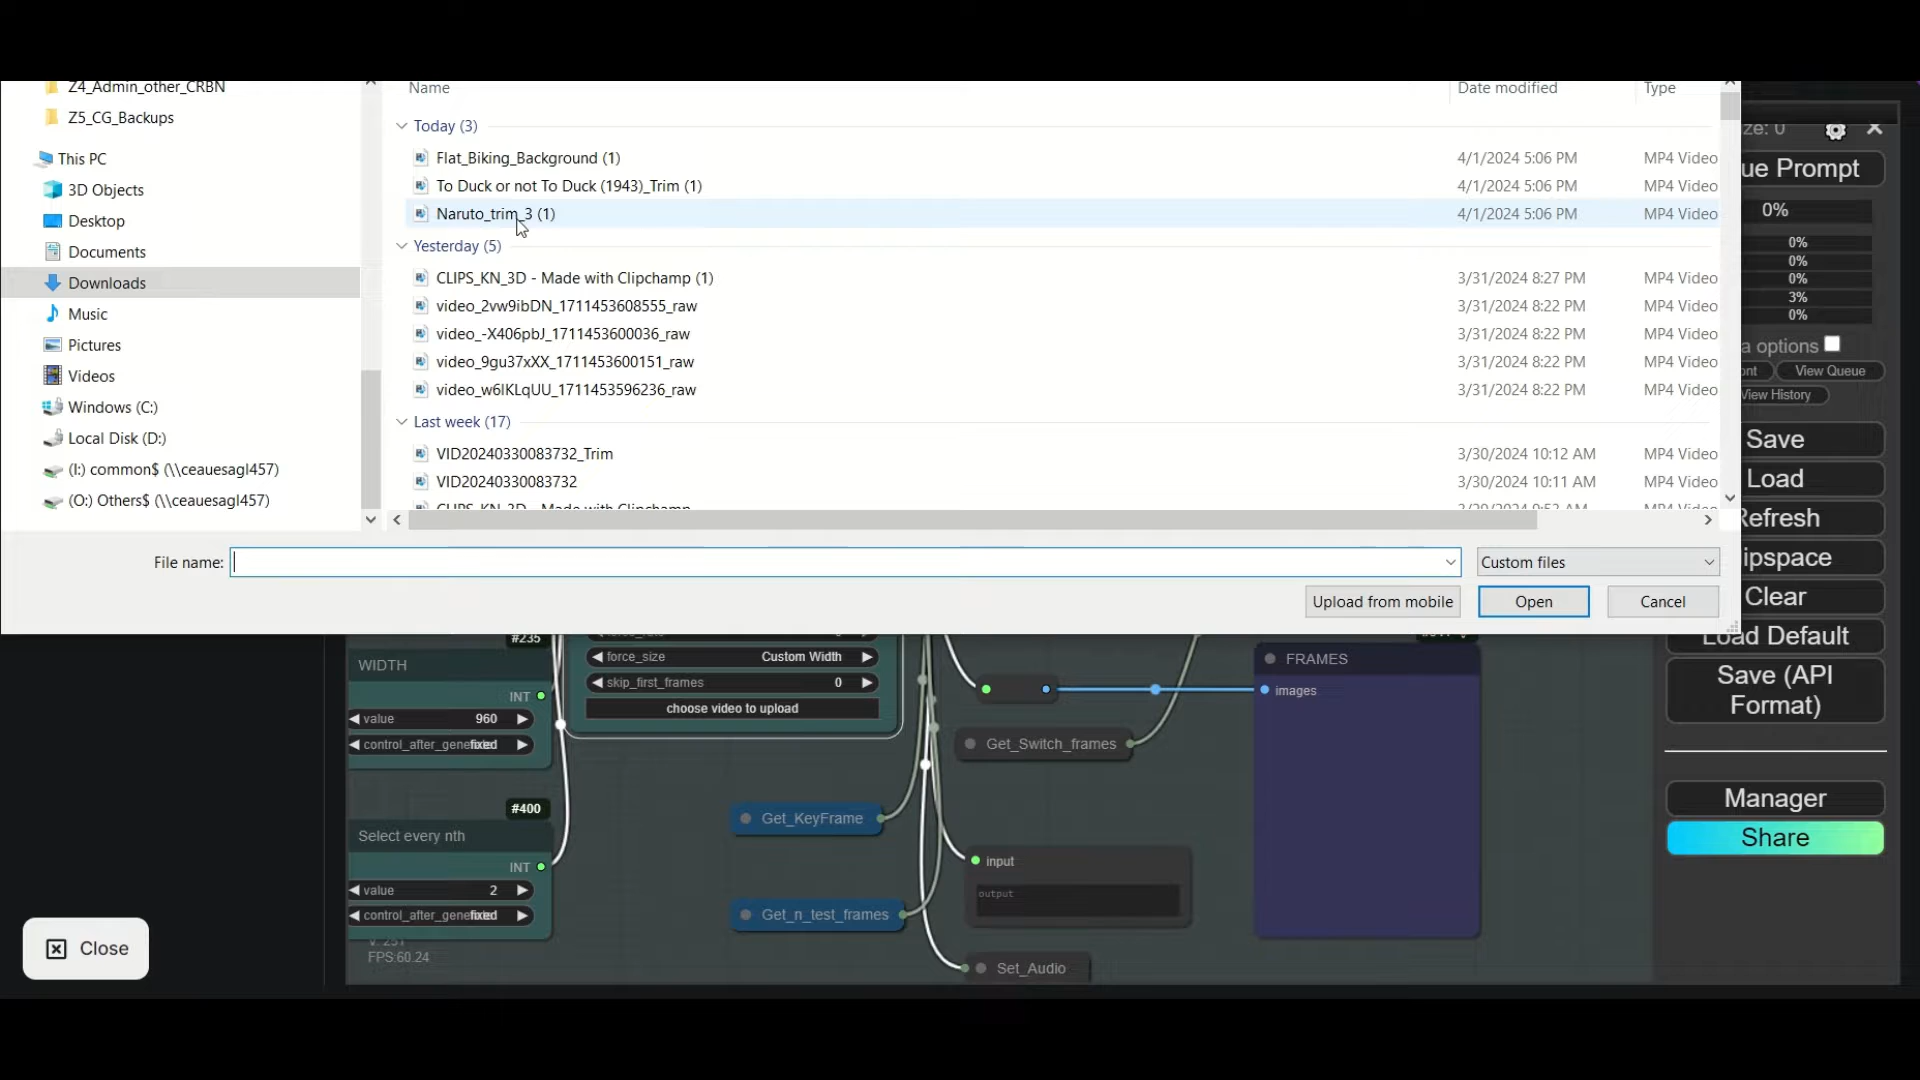 Z4_Admin_other_CRBN
Z5_CG_Backups
This PC
3D Objects
Desktop
Documents
Downloads
Music
Pictures
Videos
Windows (C:)
Local Disk (D:)
(I:) common$ (\\ceauesagl457)
(O:) Others$ (\\ceauesagl457)
Name Date modified Type
Today (3)
Flat_Biking_Background (1) 4/1/2024 5:06 PM MP4 Video
To Duck or not To Duck (1943)_Trim (1) 4/1/2024 5:06 PM MP4 Video
Naruto_trim_3 (1) 4/1/2024 5:06 PM MP4 Video
Yesterday (5)
CLIPS_KN_3D - Made with Clipchamp (1) 3/31/2024 8:27 PM MP4 Video
video_2vw9ibDN_1711453608555_raw 3/31/2024 8:22 PM MP4 Video
video_-X406pbJ_1711453600036_raw 3/31/2024 8:22 PM MP4 Video
video_9gu37xXX_1711453600151_raw 3/31/2024 8:22 PM MP4 Video
video_w6IKLqUU_1711453596236_raw 3/31/2024 8:22 PM MP4 Video
Last week (17)
VID20240330083732_Trim 3/30/2024 10:12 AM MP4 Video
VID20240330083732 3/30/2024 10:11 AM MP4 Video
CLIPS_KN_3D - Made with Clipchamp
File name: Custom files
Upload from mobile Open Cancel
ze: 0
ue Prompt
0%
0%
0%
0%
3%
0%
a options
ont View Queue
View History
Save
Load
Refresh
ipspace
Clear
Load Default
Save (API
Format)
Manager
Share
#235
WIDTH
INT
value 960
control_after_gene fixed
#400
Select every nth
INT
value 2
control_after_gene fixed
FPS:60.24
force_size Custom Width
skip_first_frames 0
choose video to upload
Get_KeyFrame
Get_n_test_frames
Get_Switch_frames
input
output
Set_Audio
FRAMES
images
Close